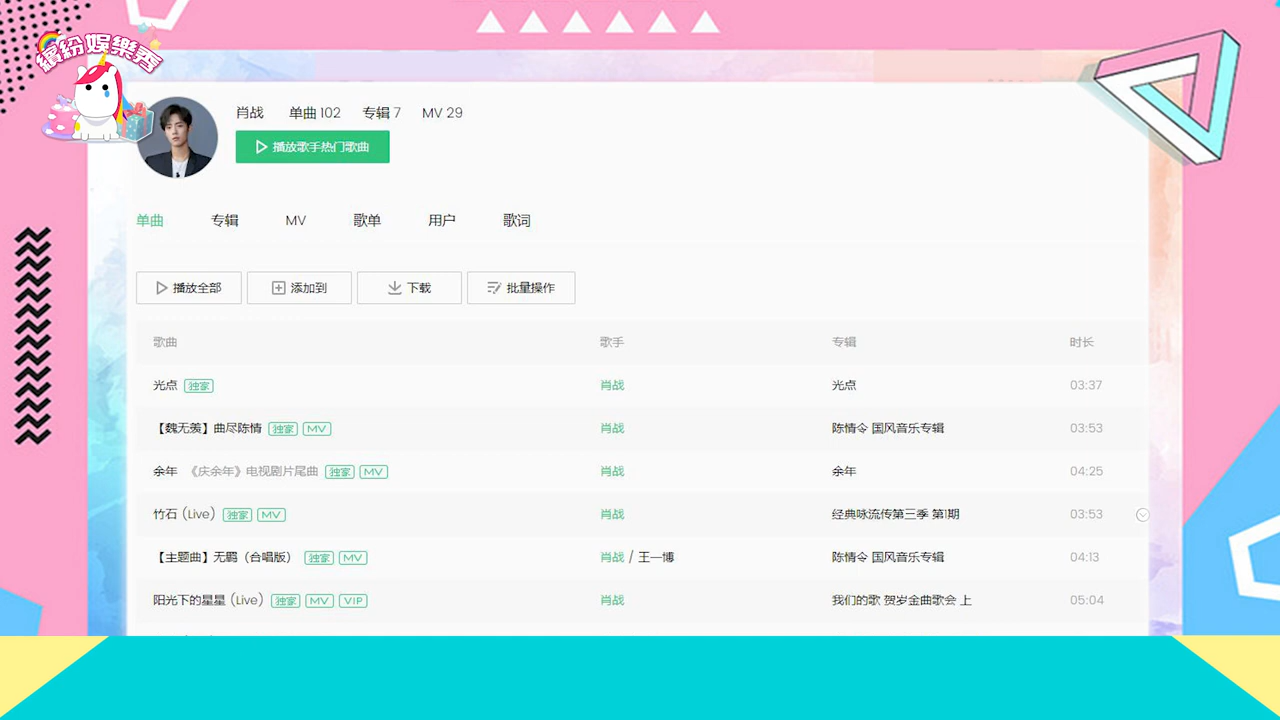 繽紛娛樂秀
肖战 单曲 102 专辑 7 MV 29
播放歌手热门歌曲
单曲 专辑 MV 歌单 用户 歌词
播放全部 添加到 下载 批量操作
歌曲 歌手 专辑 时长
光点 独家 肖战 光点 03:37
【魏无羡】曲尽陈情 独家 MV 肖战 陈情令 国风音乐专辑 03:53
余年 《庆余年》电视剧片尾曲 独家 MV 肖战 余年 04:25
竹石 (Live) 独家 MV 肖战 经典咏流传第三季 第1期 03:53
【主题曲】无羁（合唱版） 独家 MV 肖战 / 王一博 陈情令 国风音乐专辑 04:13
阳光下的星星 (Live) 独家 MV VIP 肖战 我们的歌 贺岁金曲歌会 上 05:04